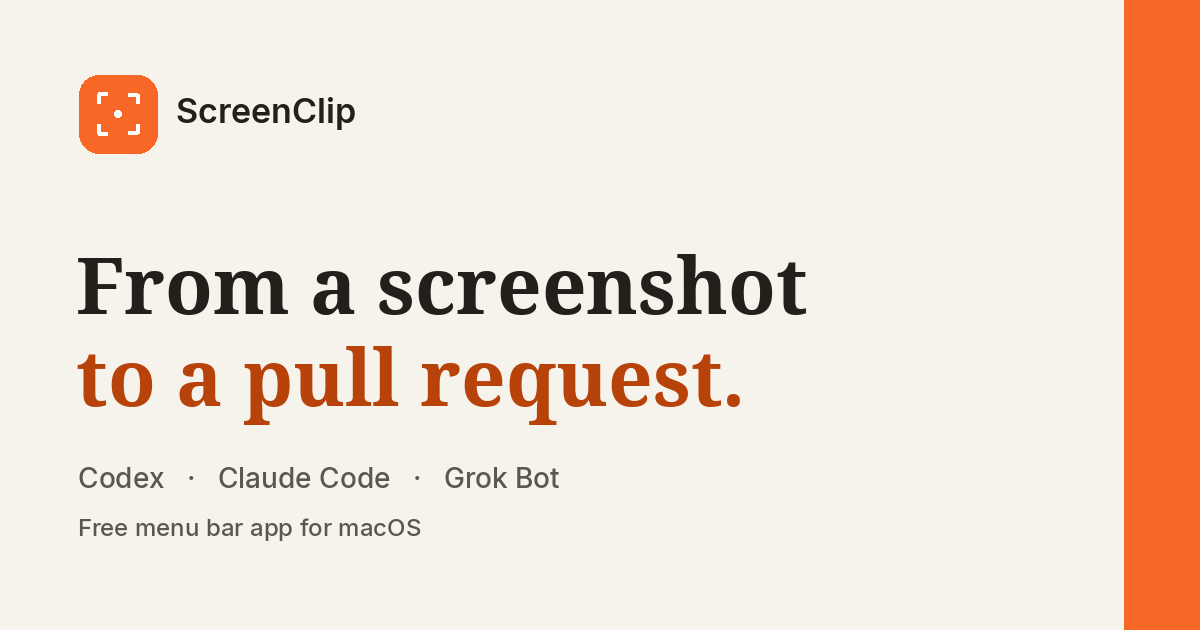 ScreenClip
From a screenshot
to a pull request.
Codex · Claude Code · Grok Bot
Free menu bar app for macOS